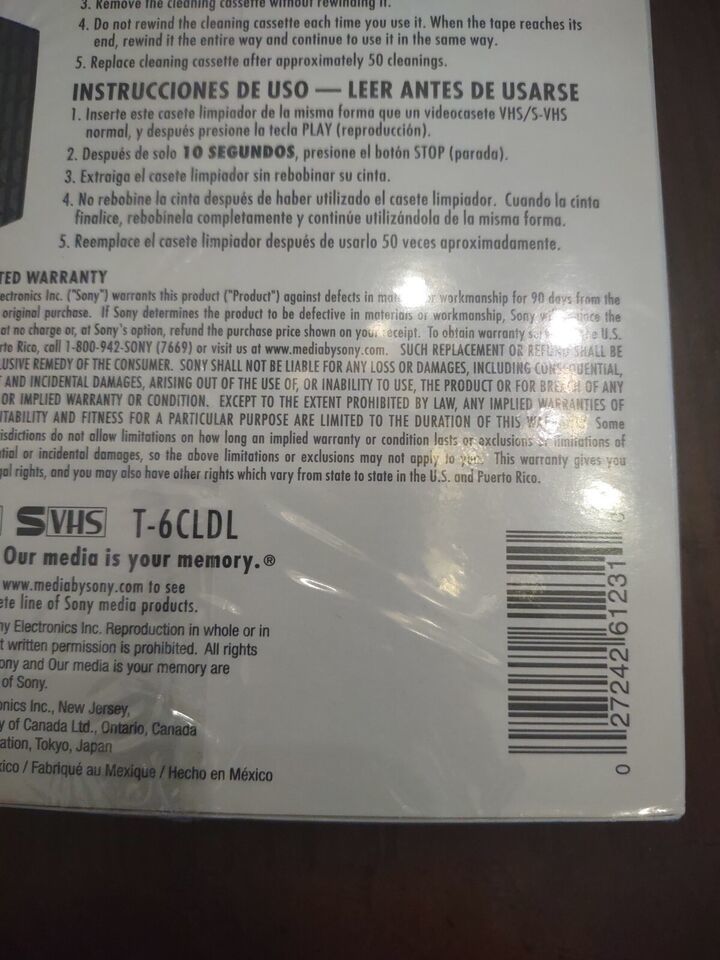 3. Remove the cleaning cassette without rewinding it.
4. Do not rewind the cleaning cassette each time you use it. When the tape reaches its
end, rewind it the entire way and continue to use it in the same way.
5. Replace cleaning cassette after approximately 50 cleanings.
INSTRUCCIONES DE USO — LEER ANTES DE USARSE
1. Inserte este casete limpiador de la misma forma que un videocasete VHS/S-VHS
normal, y después presione la tecla PLAY (reproducción).
2. Después de solo 10 SEGUNDOS, presione el botón STOP (parada).
3. Extraiga el casete limpiador sin rebobinar su cinta.
4. No rebobine la cinta después de haber utilizado el casete limpiador. Cuando la cinta
finalice, rebobínela completamente y continúe utilizándola de la misma forma.
5. Reemplace el casete limpiador después de usarlo 50 veces aproximadamente.
TED WARRANTY
ectronics Inc. ("Sony") warrants this product ("Product") against defects in or workmanship for 90 days from the
original purchase. If Sony determines the product to be defective in materials or workmanship, Sony the
at no charge or, at Sony's option, refund the purchase price shown on your receipt. To obtain warranty U.S.
rto Rico, call 1-800-942-SONY (7669) or visit us at www.mediabysony.com. SUCH REPLACEMENT OR REFUND SHALL BE
LUSIVE REMEDY OF THE CONSUMER. SONY SHALL NOT BE LIABLE FOR ANY LOSS OR DAMAGES, INCLUDING CONSEQUENTIAL,
T AND INCIDENTAL DAMAGES, ARISING OUT OF THE USE OF, OR INABILITY TO USE, THE PRODUCT OR FOR BREACH OF ANY
OR IMPLIED WARRANTY OR CONDITION. EXCEPT TO THE EXTENT PROHIBITED BY LAW, ANY IMPLIED WARRANTIES OF
TABILITY AND FITNESS FOR A PARTICULAR PURPOSE ARE LIMITED TO THE DURATION OF THIS Some
isdictions do not allow limitations on how long an implied warranty or condition lasts or exclusions or limitations of
tial or incidental damages, so the above limitations or exclusions may not apply to you. This warranty gives you
gal rights, and you may also have other rights which vary from state to state in the U.S. and Puerto Rico.
SVHS T-6CLDL
Our media is your memory.®
www.mediabysony.com to see
ete line of Sony media products.
ny Electronics Inc. Reproduction in whole or in
t written permission is prohibited. All rights
ony and Our media is your memory are
of Sony.
onics Inc., New Jersey,
y of Canada Ltd., Ontario, Canada
ation, Tokyo, Japan
xico / Fabriqué au Mexique / Hecho en México
0 27242 61231